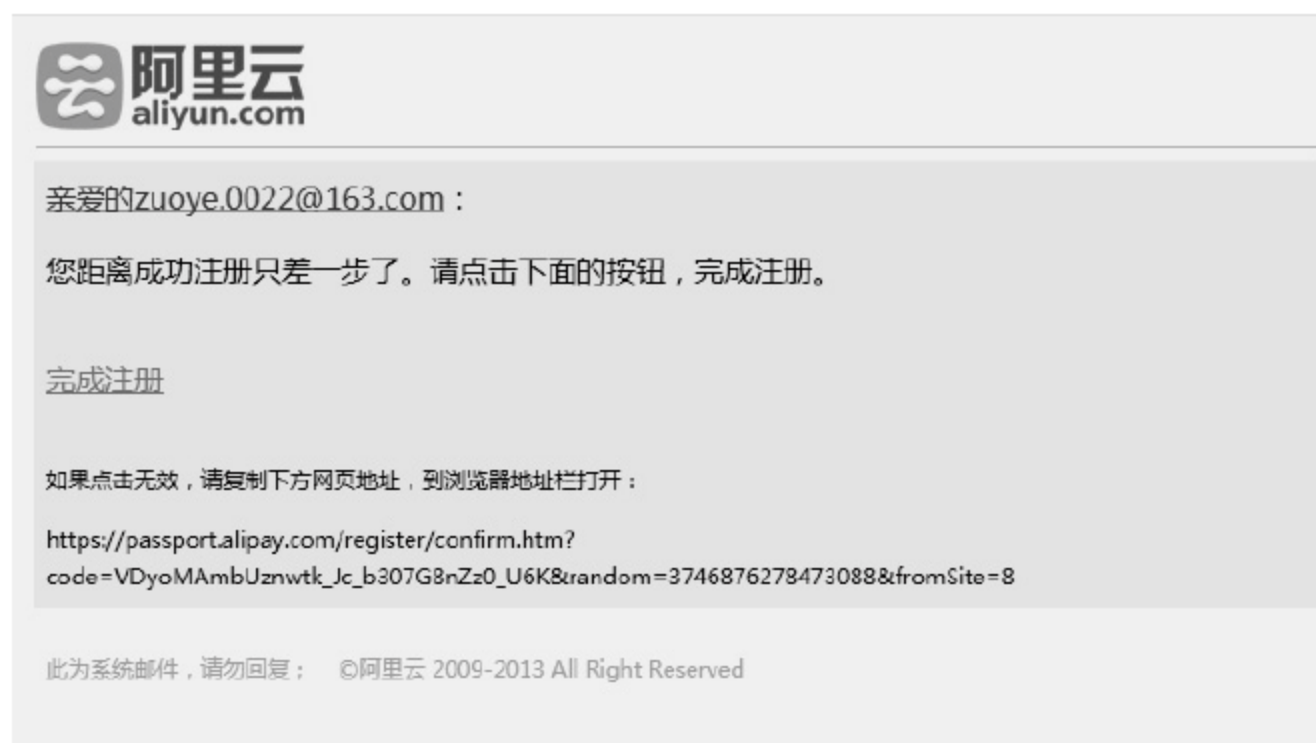 阿里云
aliyun.com
亲爱的zuoye.0022@163.com：
您距离成功注册只差一步了。请点击下面的按钮，完成注册。
完成注册
如果点击无效，请复制下方网页地址，到浏览器地址栏打开：
https://passport.alipay.com/register/confirm.htm?
code=VDyoMAmbUznwtk_Jc_b307G8nZz0_U6K&random=3746876278473088&fromSite=8
此为系统邮件，请勿回复； ©阿里云 2009-2013 All Right Reserved